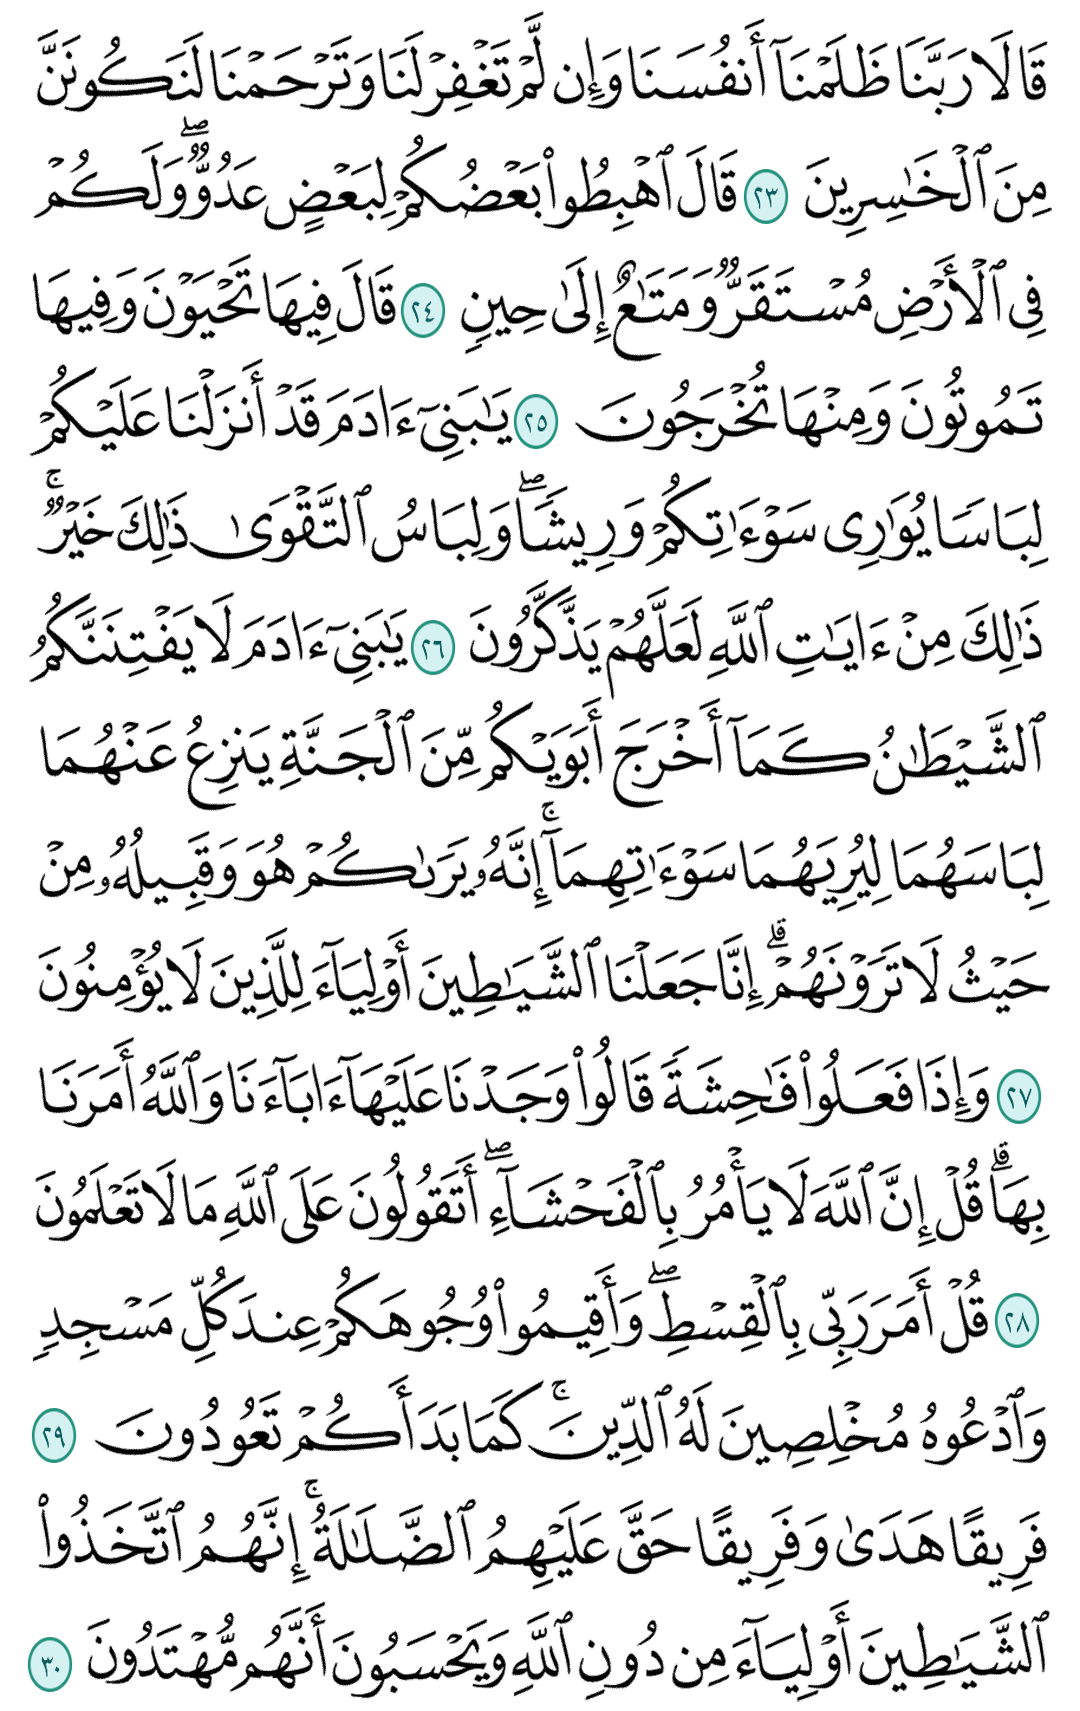 قَالَا رَبَّنَا ظَلَمۡنَآ أَنفُسَنَا وَإِن لَّمۡ تَغۡفِرۡ لَنَا وَتَرۡحَمۡنَا لَنَكُونَنَّ
مِنَ ٱلۡخَٰسِرِينَ ٢٣ قَالَ ٱهۡبِطُواْ بَعۡضُكُمۡ لِبَعۡضٍ عَدُوّٞۖ وَلَكُمۡ
فِي ٱلۡأَرۡضِ مُسۡتَقَرّٞ وَمَتَٰعٌ إِلَىٰ حِينٖ ٢٤ قَالَ فِيهَا تَحۡيَوۡنَ وَفِيهَا
تَمُوتُونَ وَمِنۡهَا تُخۡرَجُونَ ٢٥ يَٰبَنِيٓ ءَادَمَ قَدۡ أَنزَلۡنَا عَلَيۡكُمۡ
لِبَاسٗا يُوَٰرِي سَوۡءَٰتِكُمۡ وَرِيشٗاۖ وَلِبَاسُ ٱلتَّقۡوَىٰ ذَٰلِكَ خَيۡرٞۚ
ذَٰلِكَ مِنۡ ءَايَٰتِ ٱللَّهِ لَعَلَّهُمۡ يَذَّكَّرُونَ ٢٦ يَٰبَنِيٓ ءَادَمَ لَا يَفۡتِنَنَّكُمُ
ٱلشَّيۡطَٰنُ كَمَآ أَخۡرَجَ أَبَوَيۡكُم مِّنَ ٱلۡجَنَّةِ يَنزِعُ عَنۡهُمَا
لِبَاسَهُمَا لِيُرِيَهُمَا سَوۡءَٰتِهِمَآۚ إِنَّهُۥ يَرَىٰكُمۡ هُوَ وَقَبِيلُهُۥ مِنۡ
حَيۡثُ لَا تَرَوۡنَهُمۡۗ إِنَّا جَعَلۡنَا ٱلشَّيَٰطِينَ أَوۡلِيَآءَ لِلَّذِينَ لَا يُؤۡمِنُونَ
٢٧ وَإِذَا فَعَلُواْ فَٰحِشَةٗ قَالُواْ وَجَدۡنَا عَلَيۡهَآ ءَابَآءَنَا وَٱللَّهُ أَمَرَنَا
بِهَاۗ قُلۡ إِنَّ ٱللَّهَ لَا يَأۡمُرُ بِٱلۡفَحۡشَآءِۖ أَتَقُولُونَ عَلَى ٱللَّهِ مَا لَا تَعۡلَمُونَ
٢٨ قُلۡ أَمَرَ رَبِّي بِٱلۡقِسۡطِۖ وَأَقِيمُواْ وُجُوهَكُمۡ عِندَ كُلِّ مَسۡجِدٖ
وَٱدۡعُوهُ مُخۡلِصِينَ لَهُ ٱلدِّينَۚ كَمَا بَدَأَكُمۡ تَعُودُونَ ٢٩
فَرِيقًا هَدَىٰ وَفَرِيقًا حَقَّ عَلَيۡهِمُ ٱلضَّلَٰلَةُۚ إِنَّهُمُ ٱتَّخَذُواْ
ٱلشَّيَٰطِينَ أَوۡلِيَآءَ مِن دُونِ ٱللَّهِ وَيَحۡسَبُونَ أَنَّهُم مُّهۡتَدُونَ ٣٠